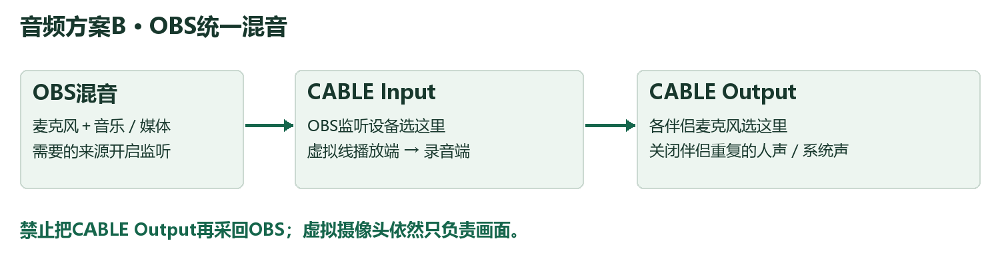 音频方案B・OBS统一混音
OBS混音
麦克风 + 音乐 / 媒体
需要的来源开启监听
CABLE Input
OBS监听设备选这里
虚拟线播放端 → 录音端
CABLE Output
各伴侣麦克风选这里
关闭伴侣重复的人声 / 系统声
禁止把CABLE Output再采回OBS；虚拟摄像头依然只负责画面。